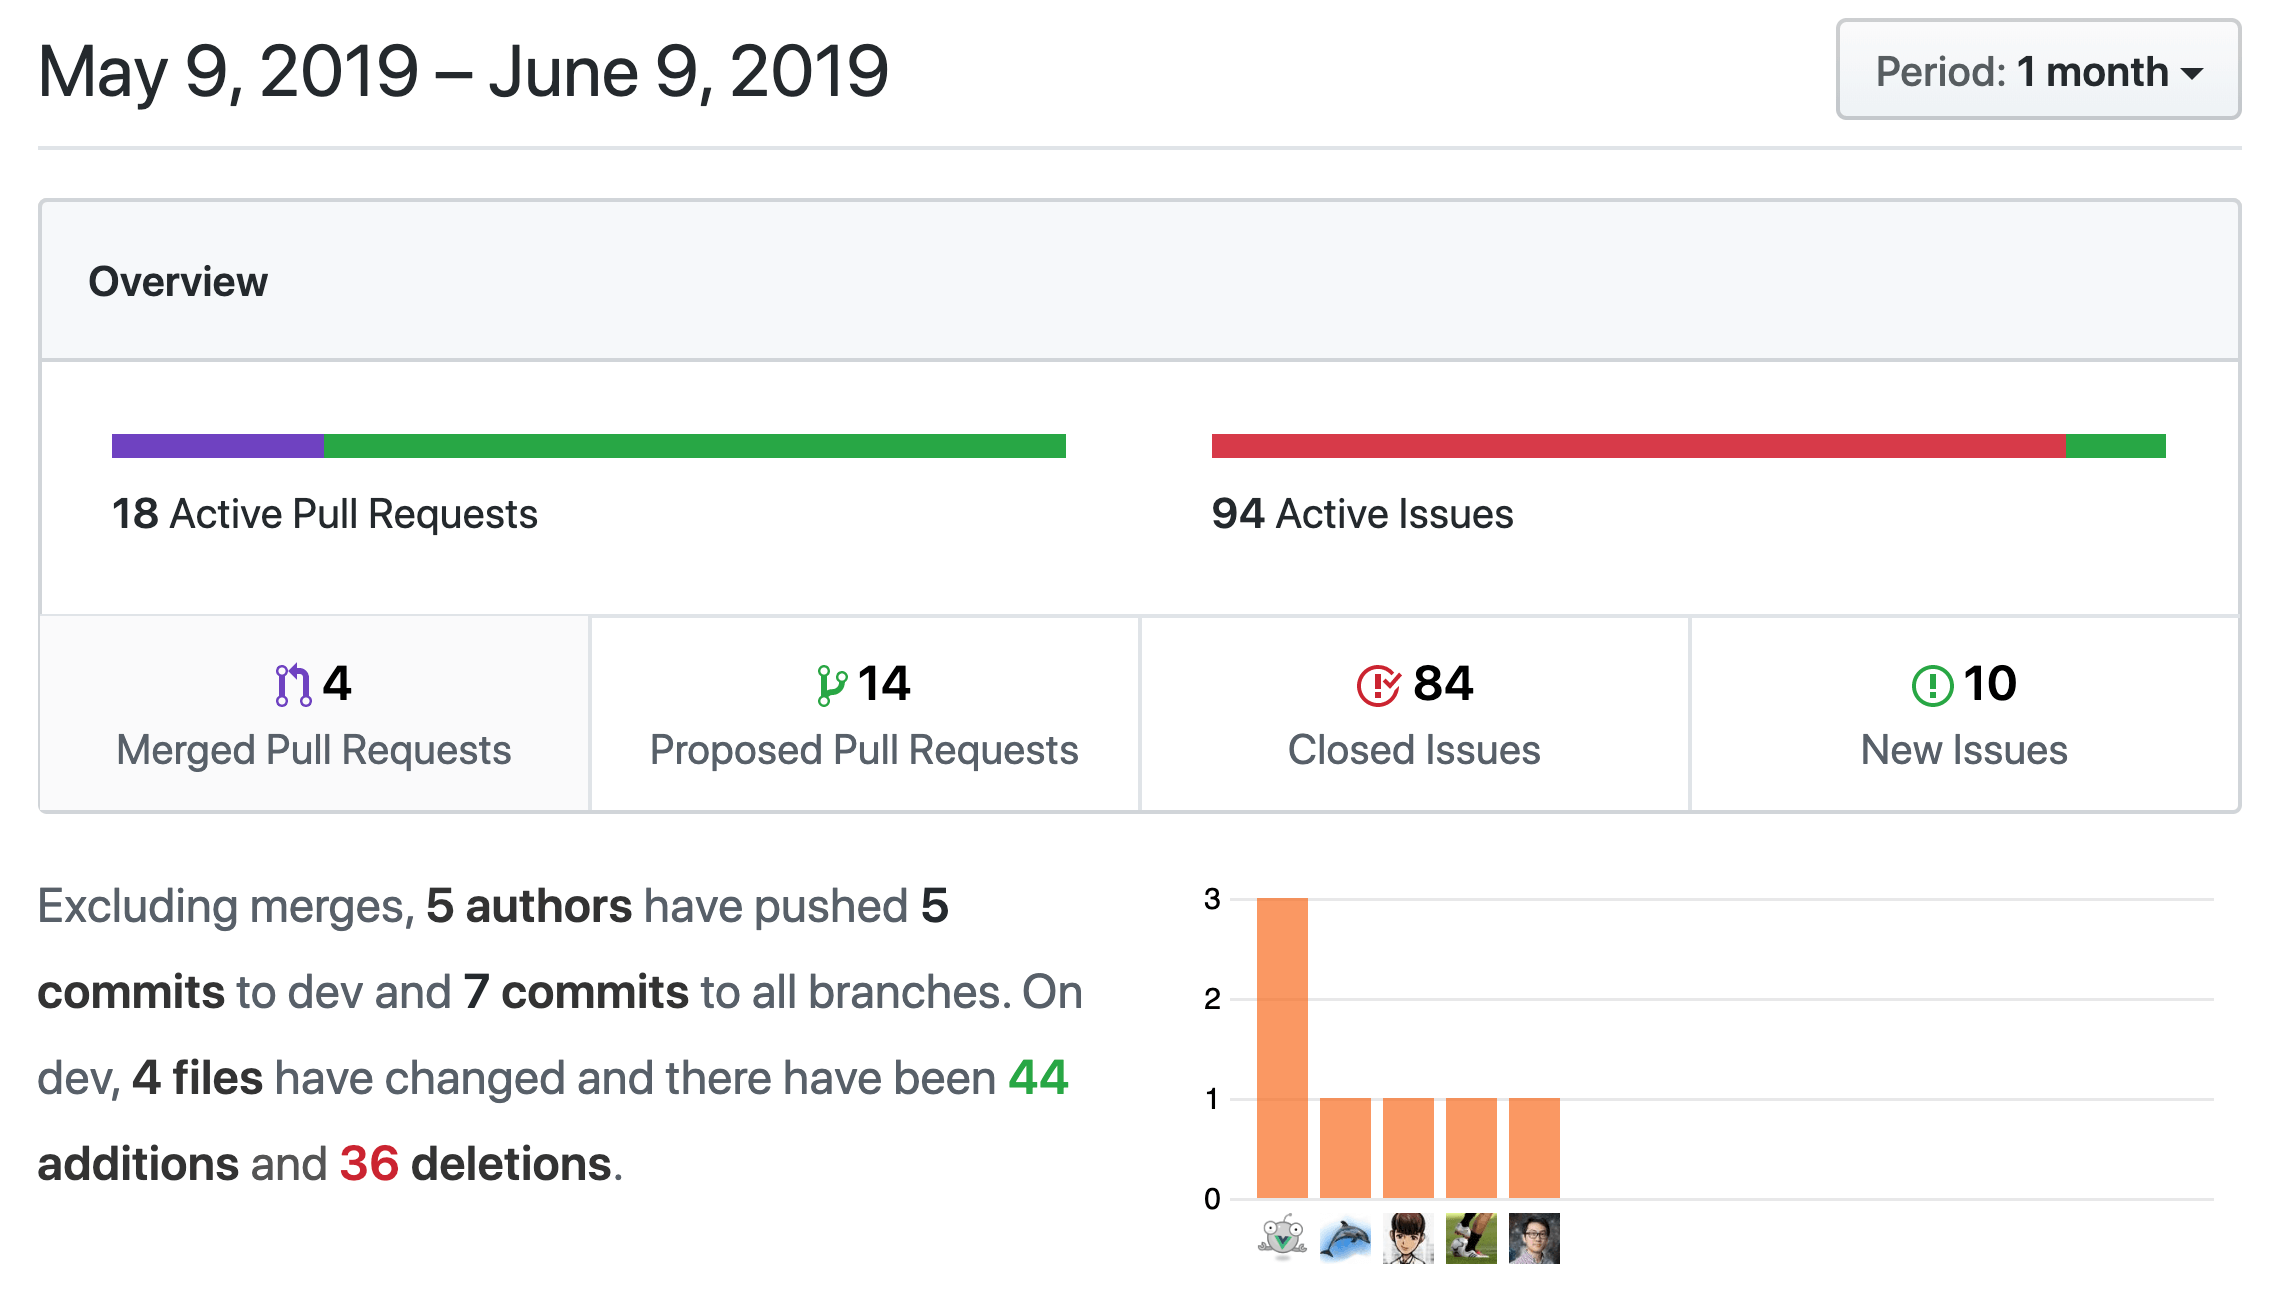 May 9, 2019 – June 9, 2019
Period: 1 month
Overview
18 Active Pull Requests
94 Active Issues
4
Merged Pull Requests
14
Proposed Pull Requests
84
Closed Issues
10
New Issues
Excluding merges, 5 authors have pushed 5
commits to dev and 7 commits to all branches. On
dev, 4 files have changed and there have been 44
additions and 36 deletions.
3
2
1
0